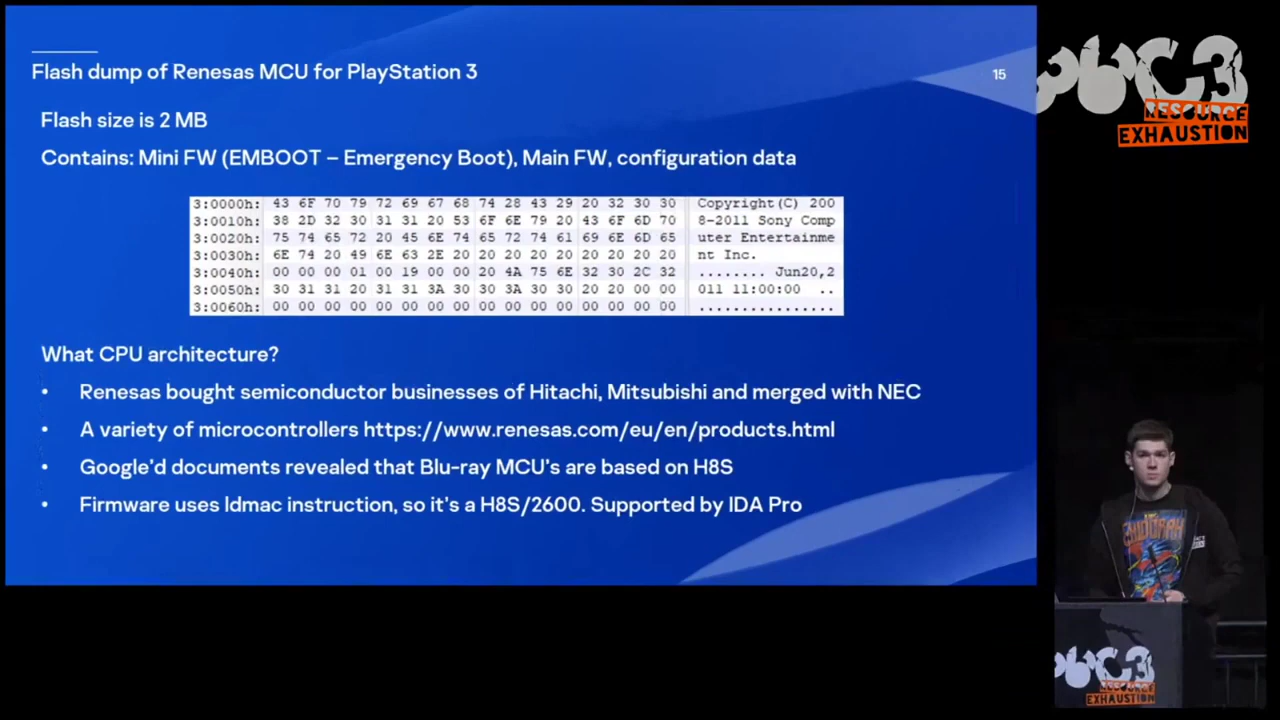 Flash dump of Renesas MCU for PlayStation 3
15
Flash size is 2 MB
Contains: Mini FW (EMBOOT – Emergency Boot), Main FW, configuration data
3:0000h: 43 6F 70 79 72 69 67 68 74 28 43 29 20 32 30 30 Copyright(C) 200
3:0010h: 38 2D 32 30 31 31 20 53 6F 6E 79 20 43 6F 6D 70 8-2011 Sony Comp
3:0020h: 75 74 65 72 20 45 6E 74 65 72 74 61 69 6E 6D 65 uter Entertainme
3:0030h: 6E 74 20 49 6E 63 2E 20 20 20 20 20 20 20 20 20 nt Inc.
3:0040h: 00 00 00 01 00 19 00 00 20 4A 75 6E 32 30 2C 32 ........ Jun20,2
3:0050h: 30 31 31 20 31 31 3A 30 30 3A 30 30 20 20 00 00 011 11:00:00 ..
3:0060h: 00 00 00 00 00 00 00 00 00 00 00 00 00 00 00 00 ................
What CPU architecture?
• Renesas bought semiconductor businesses of Hitachi, Mitsubishi and merged with NEC
• A variety of microcontrollers https://www.renesas.com/eu/en/products.html
• Google'd documents revealed that Blu-ray MCU's are based on H8S
• Firmware uses ldmac instruction, so it's a H8S/2600. Supported by IDA Pro
36C3
RESOURCE
EXHAUSTION
36C3
RESOURCE
EXHAUSTION